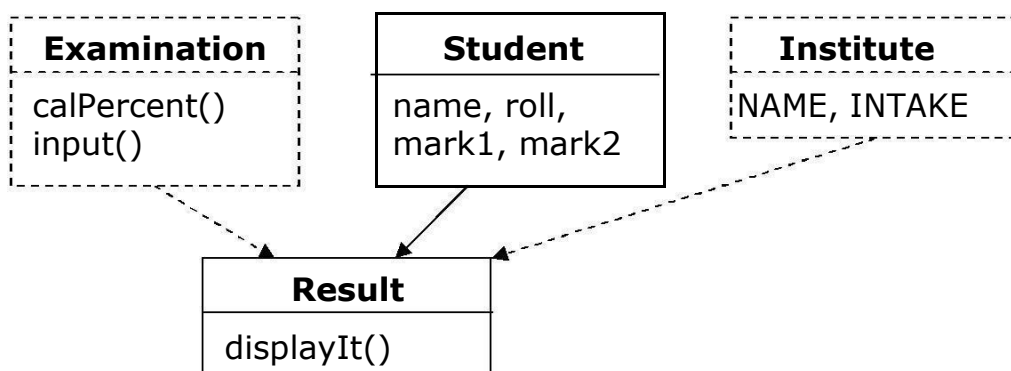 Examination
calPercent()
input()
Student
name, roll,
mark1, mark2
Institute
NAME, INTAKE
Result
displayIt()